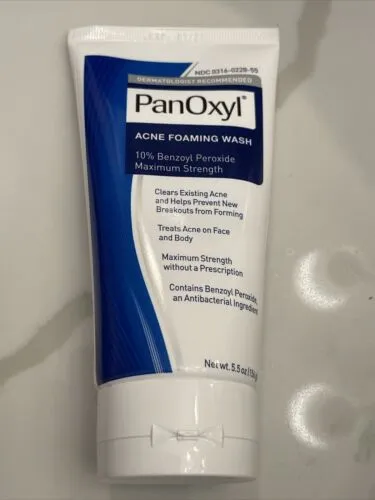 NDC 0316-0228-55
DERMATOLOGIST RECOMMENDED
PanOxyl®
ACNE FOAMING WASH
10% Benzoyl Peroxide
Maximum Strength
Clears Existing Acne
and Helps Prevent New
Breakouts from Forming
Treats Acne on Face
and Body
Maximum Strength
without a Prescription
Contains Benzoyl Peroxide,
an Antibacterial Ingredient
Net wt. 5.5 oz